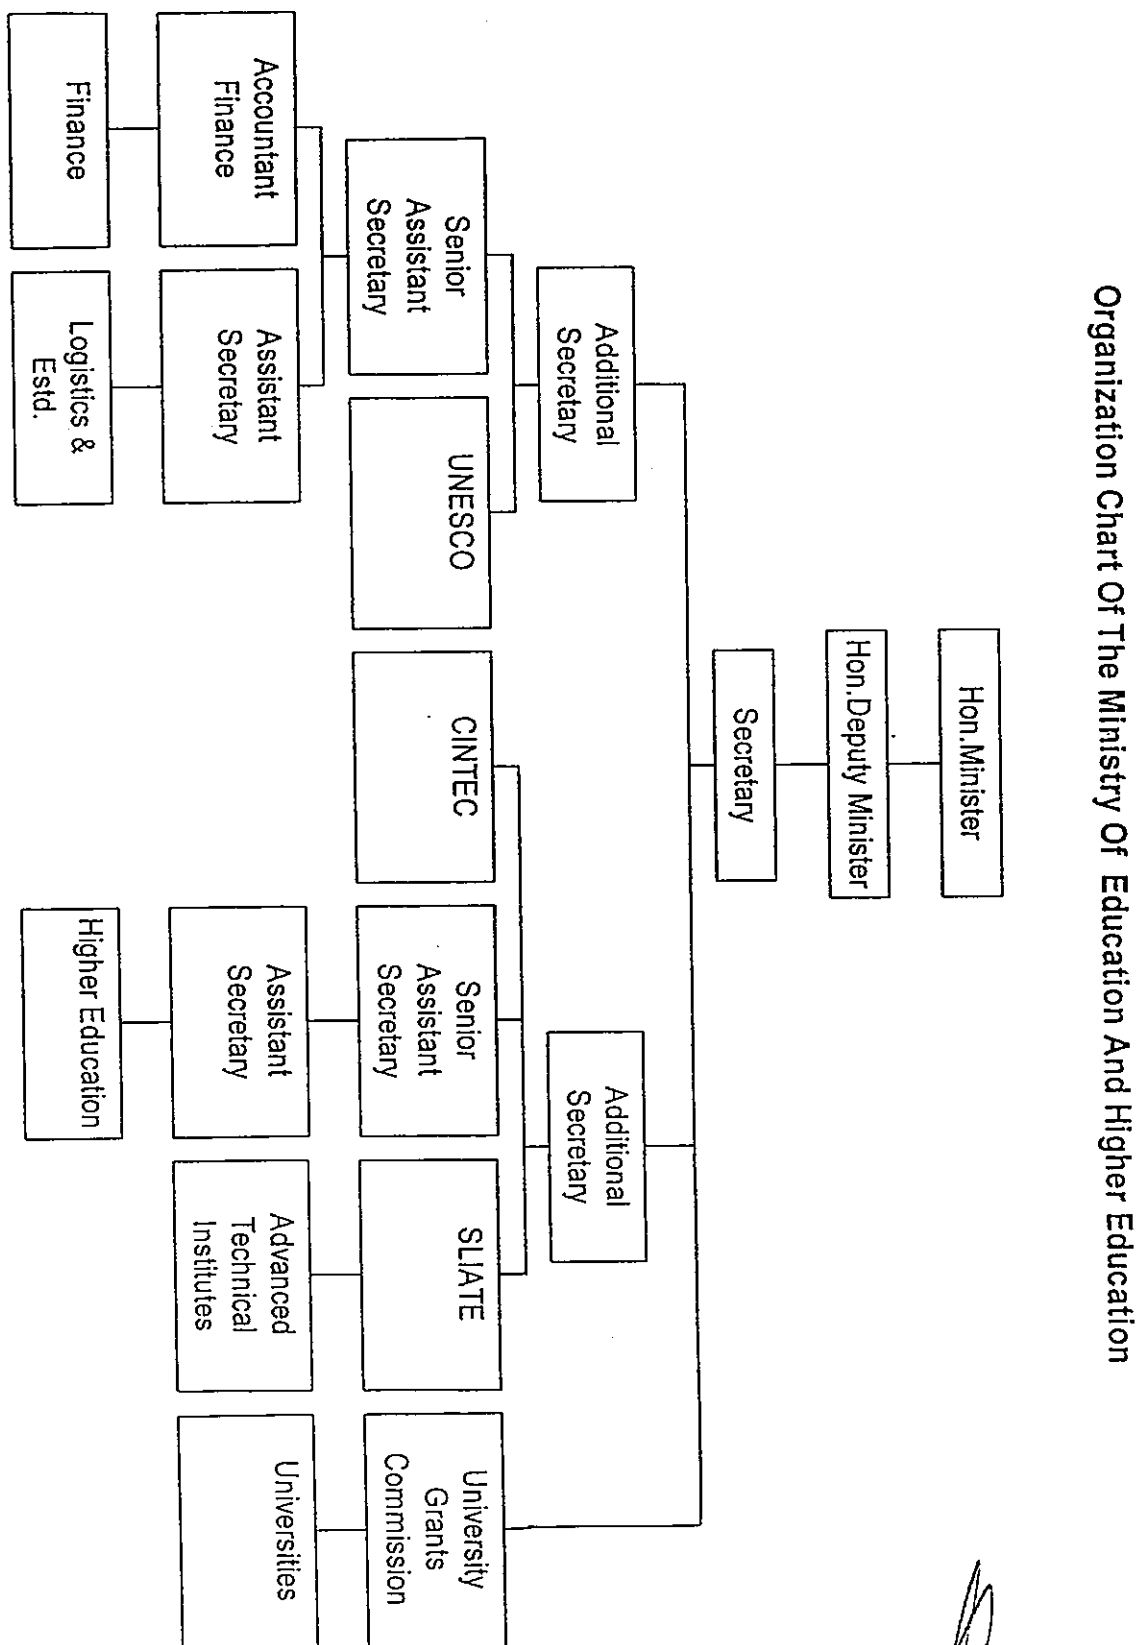 Organization Chart Of The Ministry Of Education And Higher Education
Hon.Minister
Hon.Deputy Minister
Secretary
Additional
Secretary
Additional
Secretary
Senior
Assistant
Secretary
UNESCO
CINTEC
Senior
Assistant
Secretary
SLIATE
University
Grants
Commission
Accountant
Finance
Assistant
Secretary
Assistant
Secretary
Advanced
Technical
Institutes
Universities
Finance
Logistics &
Estd.
Higher Education